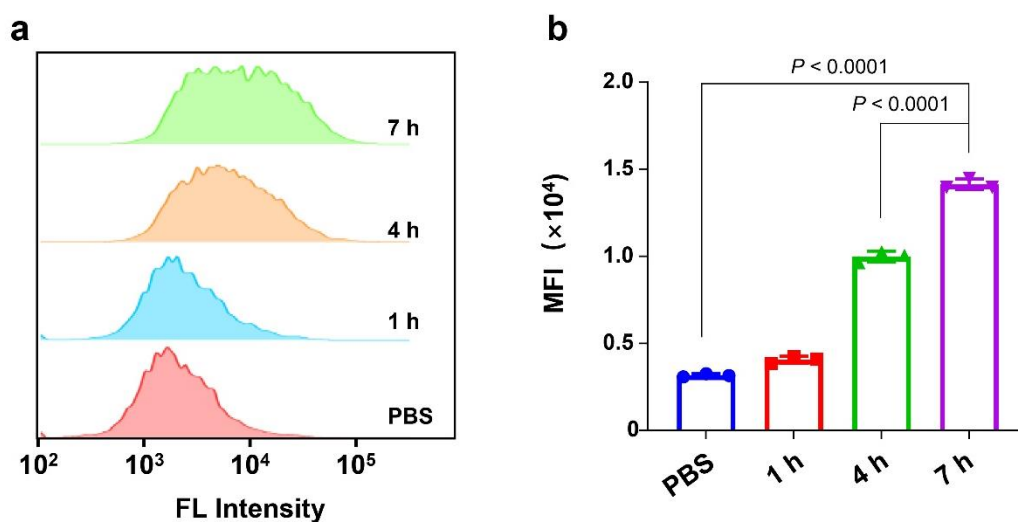 a
7 h
4 h
1 h
PBS
10² 10³ 10⁴ 10⁵
FL Intensity
b
P < 0.0001
P < 0.0001
MFI (×10⁴)
2.0
1.5
1.0
0.5
0
PBS 1 h 4 h 7 h